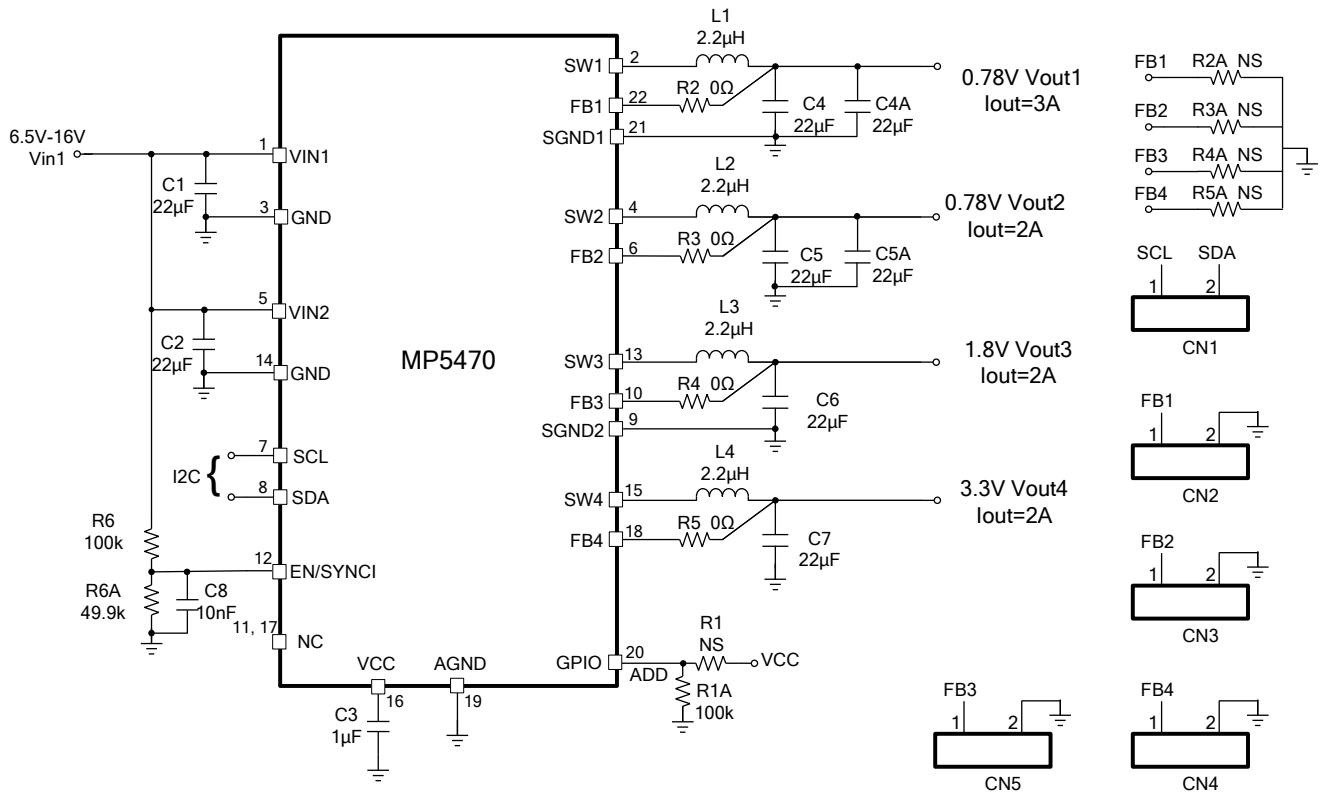 6.5V-16V
Vin1
C1
22µF
C2
22µF
I2C
R6
100k
R6A
49.9k
C8
10nF
1
VIN1
3
GND
5
VIN2
14
GND
7
SCL
8
SDA
12
EN/SYNCI
11, 17
NC
MP5470
VCC
16
AGND
19
C3
1µF
SW1
2
FB1
22
SGND1
21
SW2
4
FB2
6
SW3
13
FB3
10
SGND2
9
SW4
15
FB4
18
GPIO
20
ADD
L1
2.2µH
R2 0Ω
C4
22µF
C4A
22µF
0.78V Vout1
Iout=3A
L2
2.2µH
R3 0Ω
C5
22µF
C5A
22µF
0.78V Vout2
Iout=2A
L3
2.2µH
R4 0Ω
C6
22µF
1.8V Vout3
Iout=2A
L4
2.2µH
R5 0Ω
C7
22µF
3.3V Vout4
Iout=2A
R1
NS
VCC
R1A
100k
FB1 R2A NS
FB2 R3A NS
FB3 R4A NS
FB4 R5A NS
SCL SDA
1 2
CN1
FB1
1 2
CN2
FB2
1 2
CN3
FB3
1 2
CN5
FB4
1 2
CN4